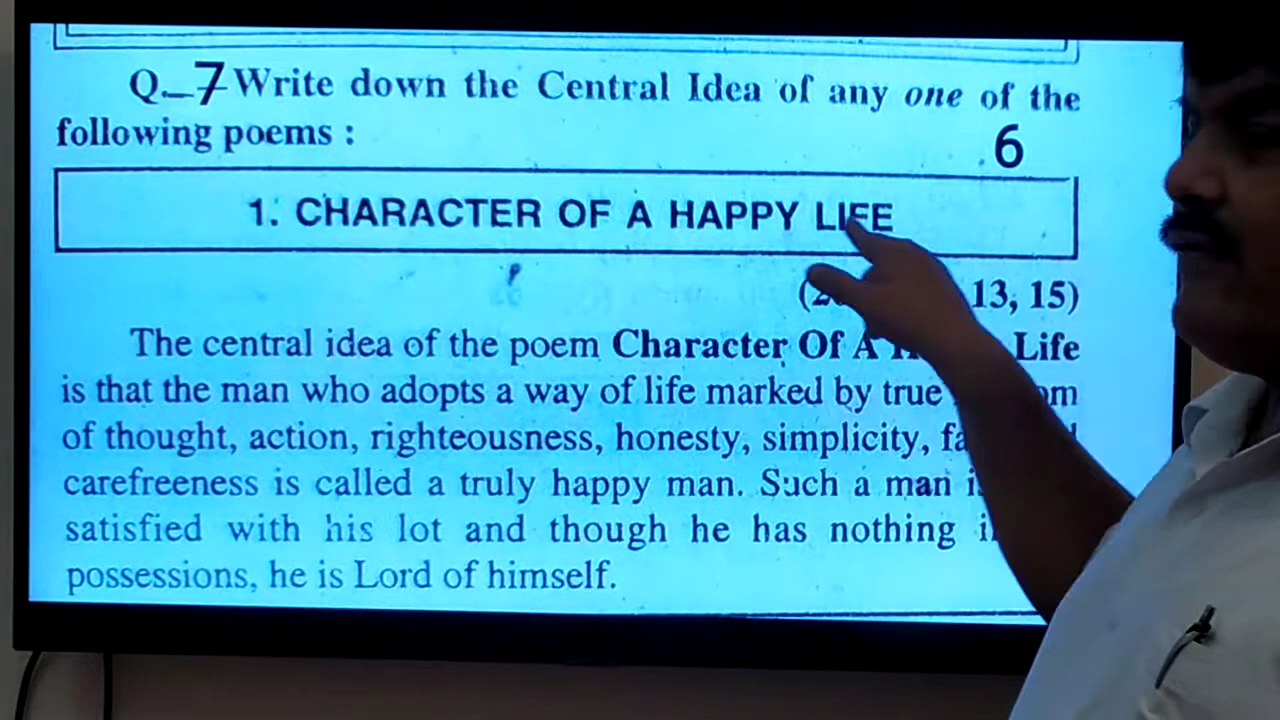 Q._7 Write down the Central Idea of any one of the
following poems :
6
1. CHARACTER OF A HAPPY LIFE
13, 15)
The central idea of the poem Character Of A Life
is that the man who adopts a way of life marked by true
of thought, action, righteousness, honesty, simplicity,
carefreeness is called a truly happy man. Such a man
satisfied with his lot and though he has nothing
possessions, he is Lord of himself.